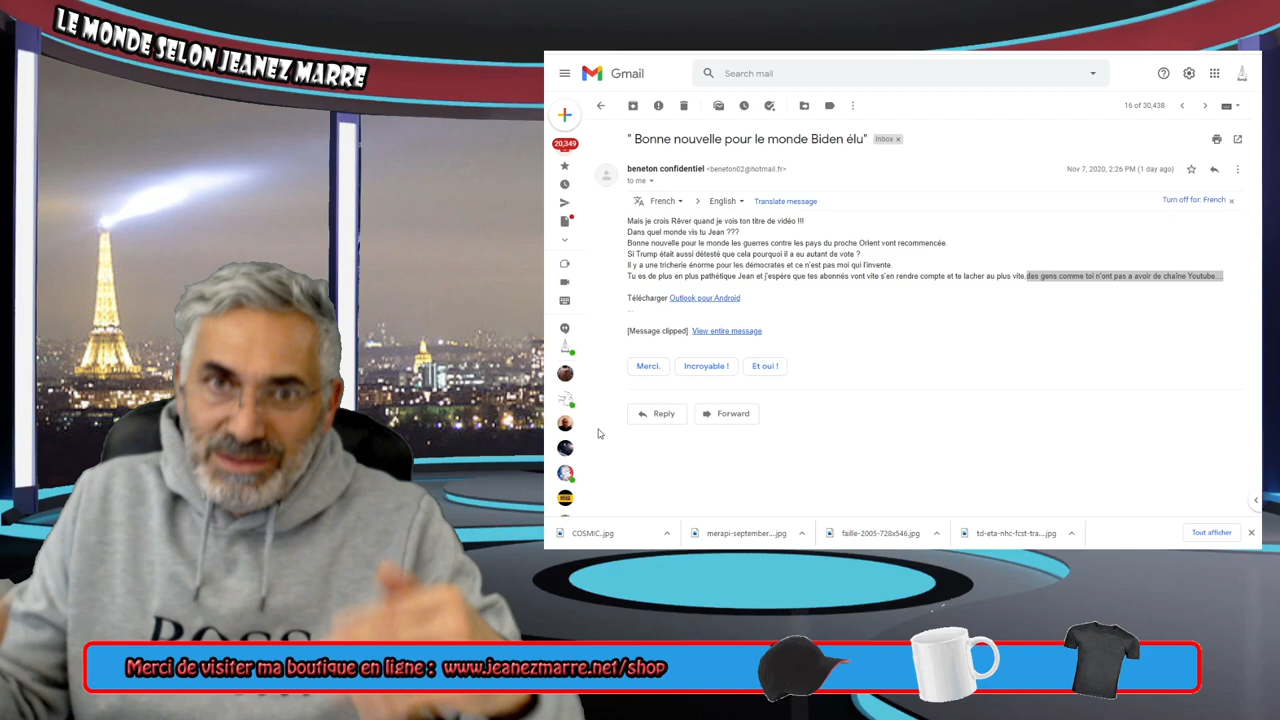 LE MONDE SELON JEANEZ MARRE
Gmail
Search mail
16 of 30,438
20,349
" Bonne nouvelle pour le monde Biden élu"
Inbox x
beneton confidentiel <beneton02@hotmail.fr>
Nov 7, 2020, 2:26 PM (1 day ago)
to me
French > English Translate message
Turn off for: French x
Mais je crois Rêver quand je vois ton titre de vidéo !!!
Dans quel monde vis tu Jean ???
Bonne nouvelle pour le monde les guerres contre les pays du proche Orient vont recommencée.
Si Trump était aussi détesté que cela pourquoi il a eu autant de vote ?
Il y a une tricherie énorme pour les démocrates et ce n'est pas moi qui l'invente.
Tu es de plus en plus pathétique Jean et j'espère que tes abonnés vont vite s'en rendre compte et te lacher au plus vite,des gens comme toi n'ont pas a avoir de chaîne Youtube....
Télécharger Outlook pour Android
...
[Message clipped] View entire message
Merci. Incroyable ! Et oui !
Reply Forward
COSMIC.jpg
merapi-september....jpg
faille-2005-728x546.jpg
td-eta-nhc-fcst-tra....jpg
Tout afficher
BOSS
Merci de visiter ma boutique en ligne : www.jeanezmarre.net/shop